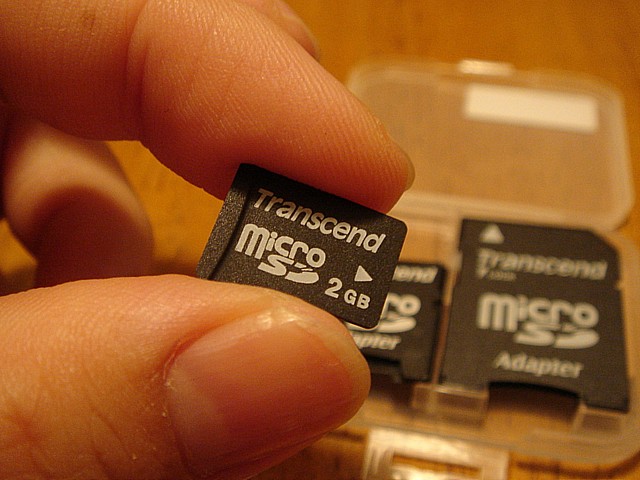 Transcend
Micro
SD
2GB
Transcend
Micro
SD
Adapter